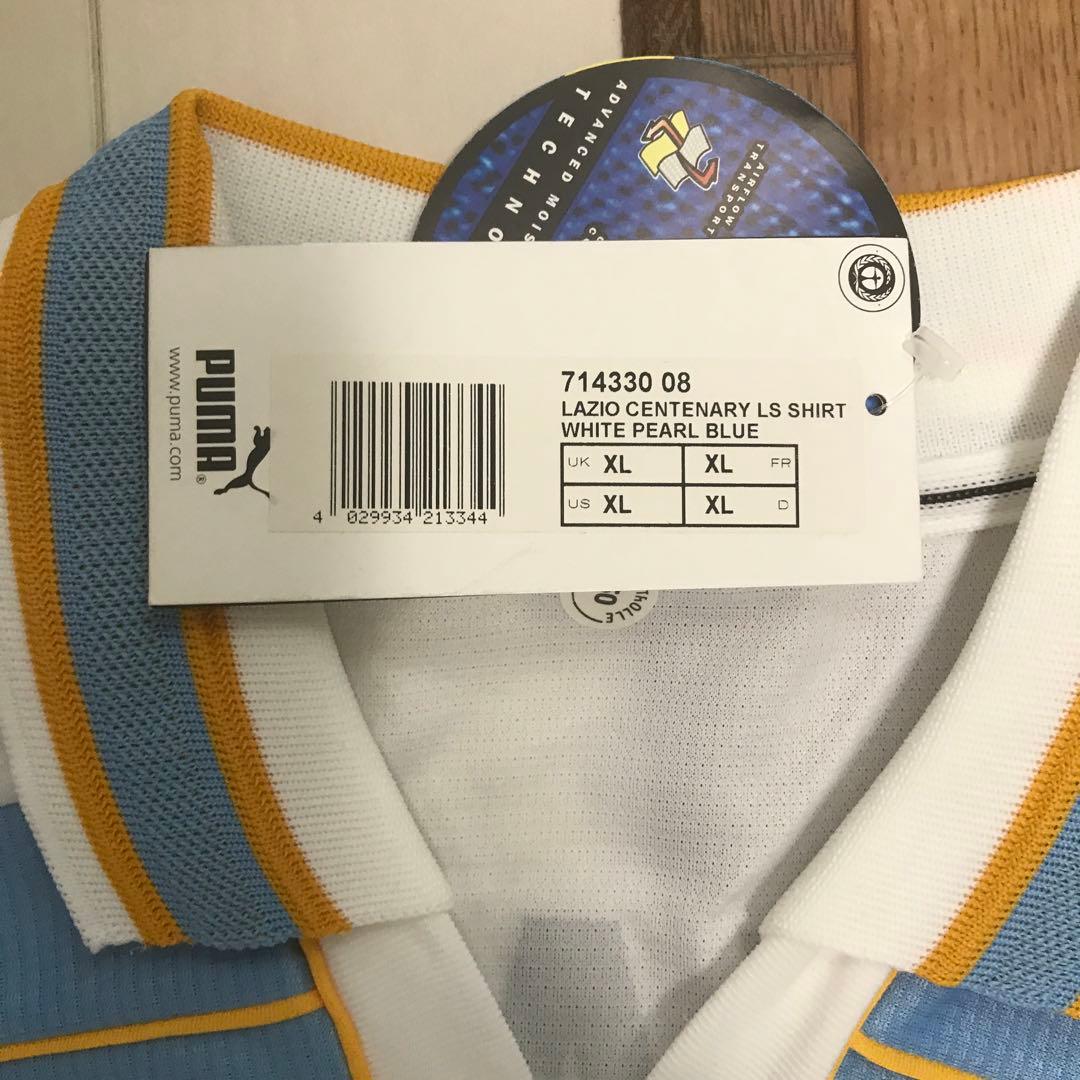 ADVANCED MOIS
TECHNO
AIRFLOW
TRANSPORT
PUMA®
www.puma.com
4 029934 213344
714330 08
LAZIO CENTENARY LS SHIRT
WHITE PEARL BLUE
UK XL XL FR
US XL XL D